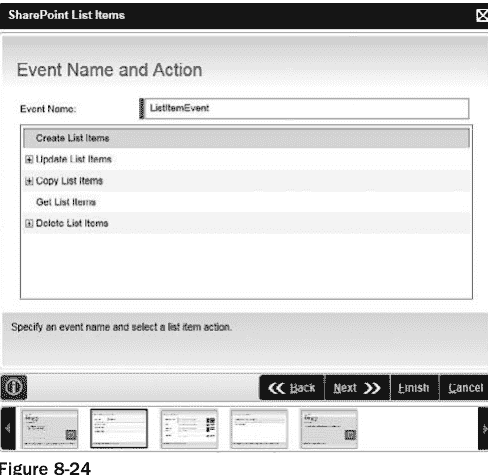 SharePoint List Items
Event Name and Action
Event Name:
ListItemEvent
Create List Items
Update List Items
Copy List Items
Get List Items
Delete List Items
Specify an event name and select a list item action.
Back Next Finish Cancel
Figure 8-24